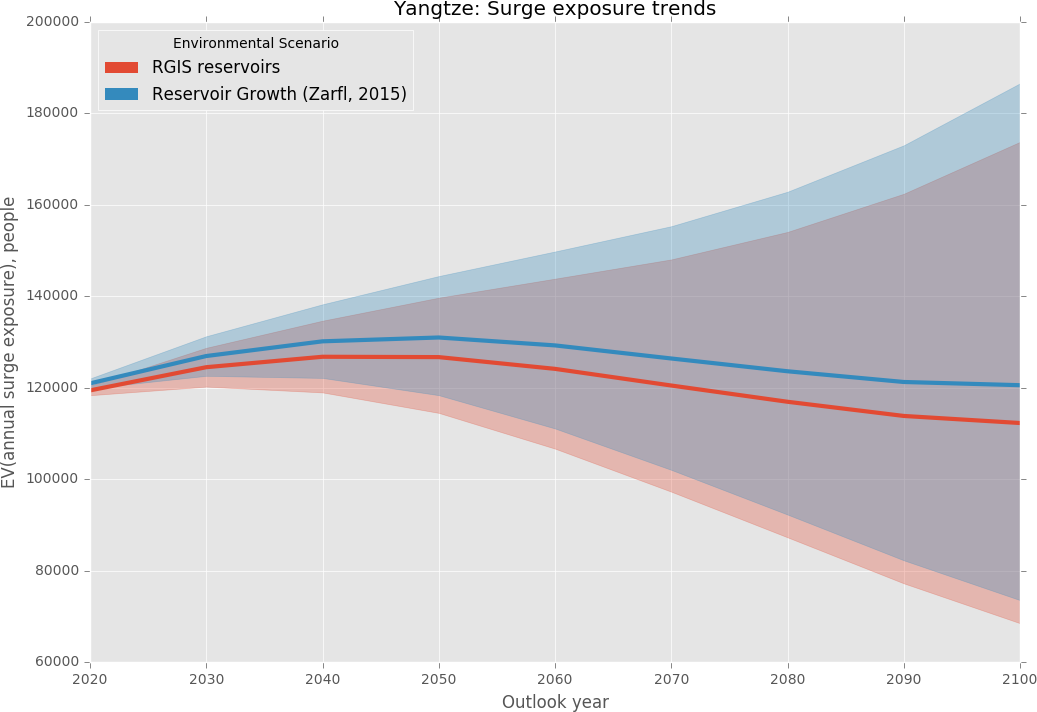 Yangtze: Surge exposure trends
Environmental Scenario
RGIS reservoirs
Reservoir Growth (Zarfl, 2015)
EV(annual surge exposure), people
200000
180000
160000
140000
120000
100000
80000
60000
2020 2030 2040 2050 2060 2070 2080 2090 2100
Outlook year